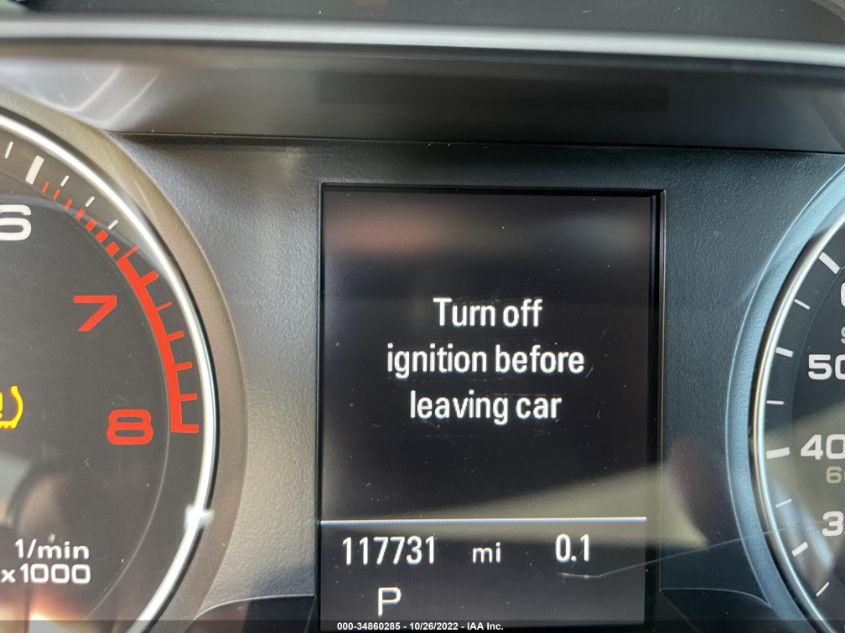 6
7
8
1/min
x1000
Turn off
ignition before
leaving car
117731 mi 0.1
P
50
40
000-34860285 - 10/26/2022 - IAA Inc.